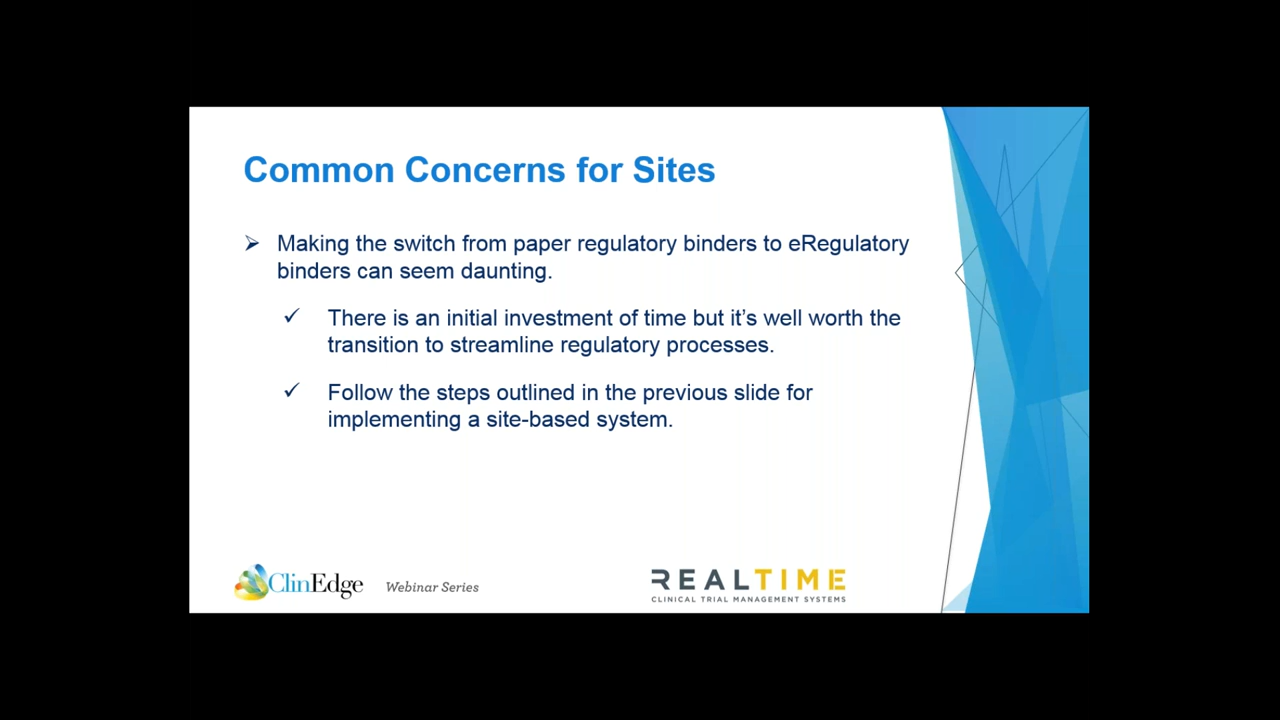 Common Concerns for Sites
Making the switch from paper regulatory binders to eRegulatory
binders can seem daunting.
There is an initial investment of time but it's well worth the
transition to streamline regulatory processes.
Follow the steps outlined in the previous slide for
implementing a site-based system.
ClinEdge Webinar Series
REALTIME
CLINICAL TRIAL MANAGEMENT SYSTEMS